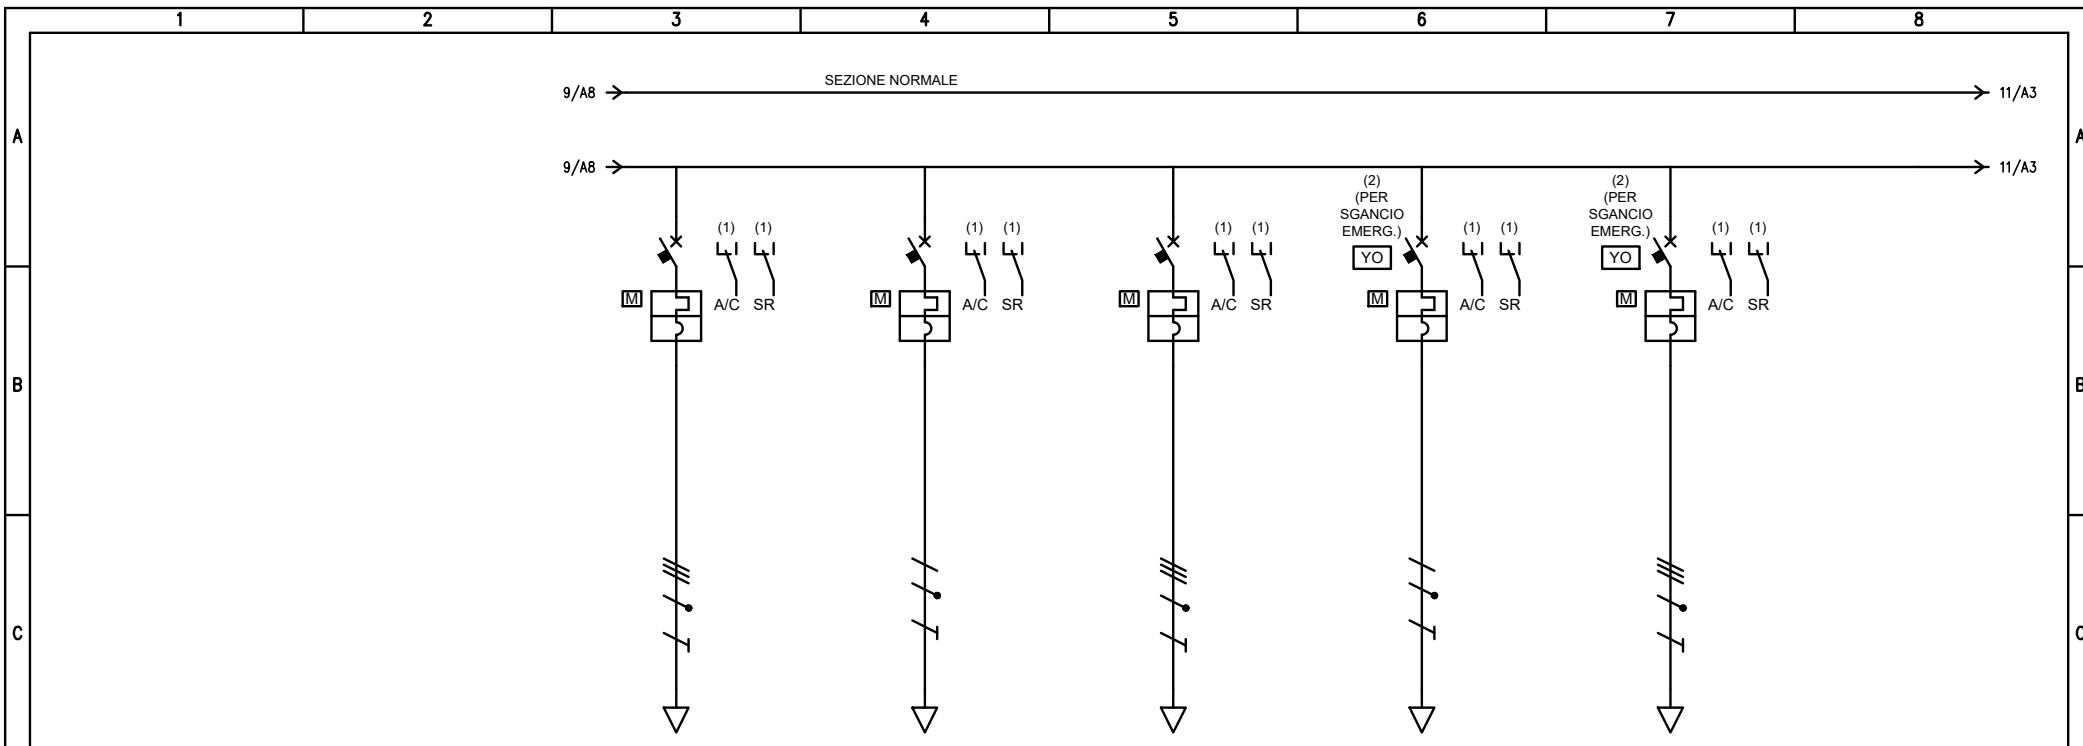 1 2 3 4 5 6 7 8
SEZIONE NORMALE
9/A8 11/A3
A A
9/A8 11/A3
(2) (2)
(PER (PER
SGANCIO SGANCIO
(1) (1) (1) (1) (1) (1) EMERG.) (1) (1) EMERG.) (1) (1)
YO YO
M A/C SR M A/C SR M A/C SR M A/C SR M A/C SR
B B
C C